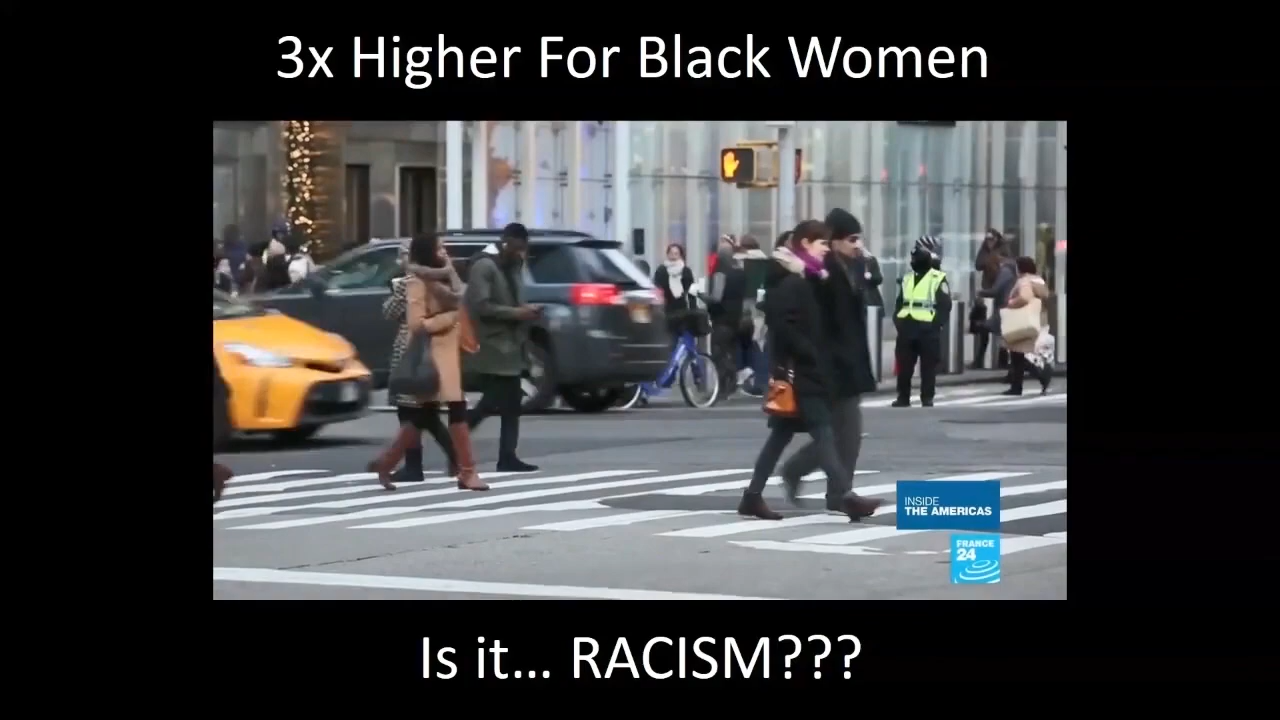 3x Higher For Black Women
INSIDE
THE AMERICAS
FRANCE
24
Is it... RACISM???